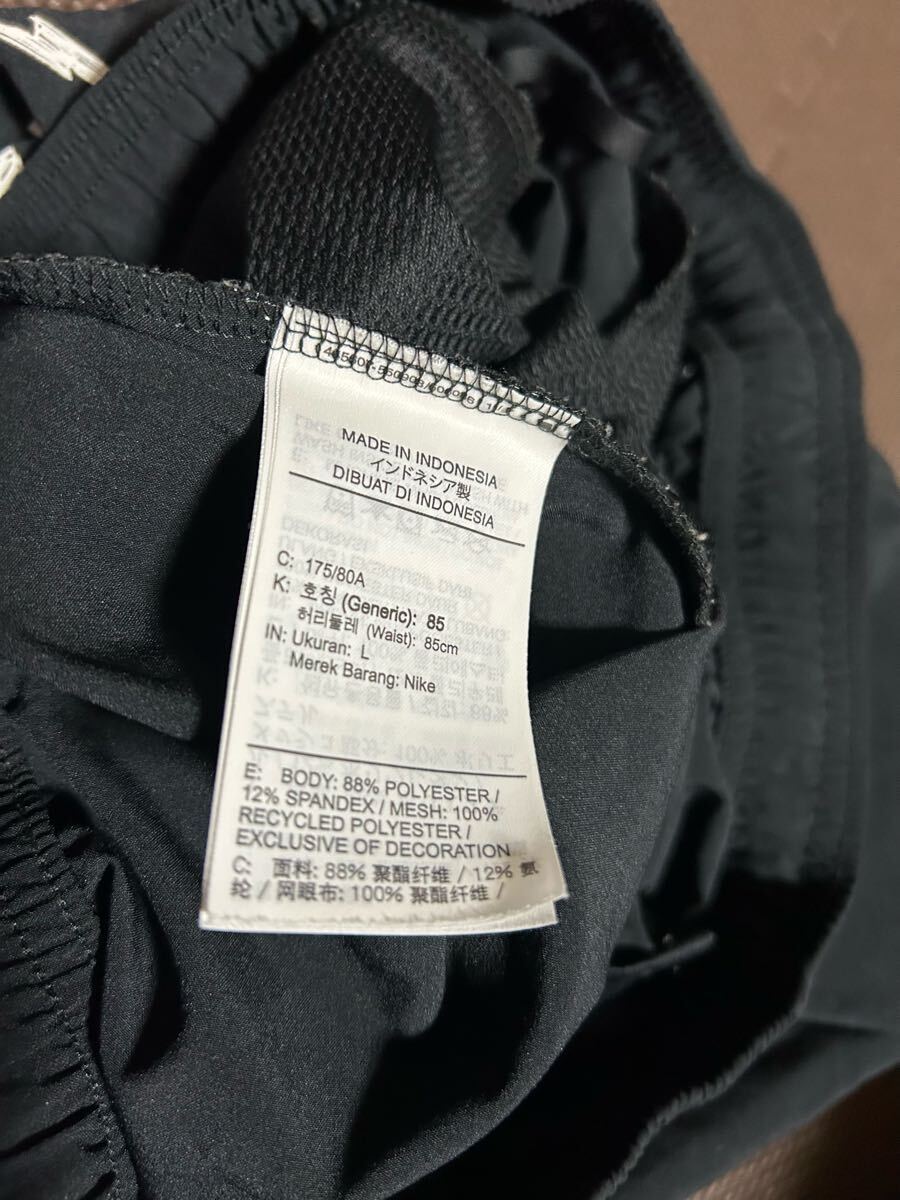 MADE IN INDONESIA
インドネシア製
DIBUAT DI INDONESIA
C: 175/80A
K: 호칭 (Generic): 85
허리둘레 (Waist): 85cm
IN: Ukuran: L
Merek Barang: Nike
E: BODY: 88% POLYESTER /
12% SPANDEX / MESH: 100%
RECYCLED POLYESTER /
EXCLUSIVE OF DECORATION
C: 面料: 88% 聚酯纤维 / 12% 氨
纶 / 网眼布: 100% 聚酯纤维 /